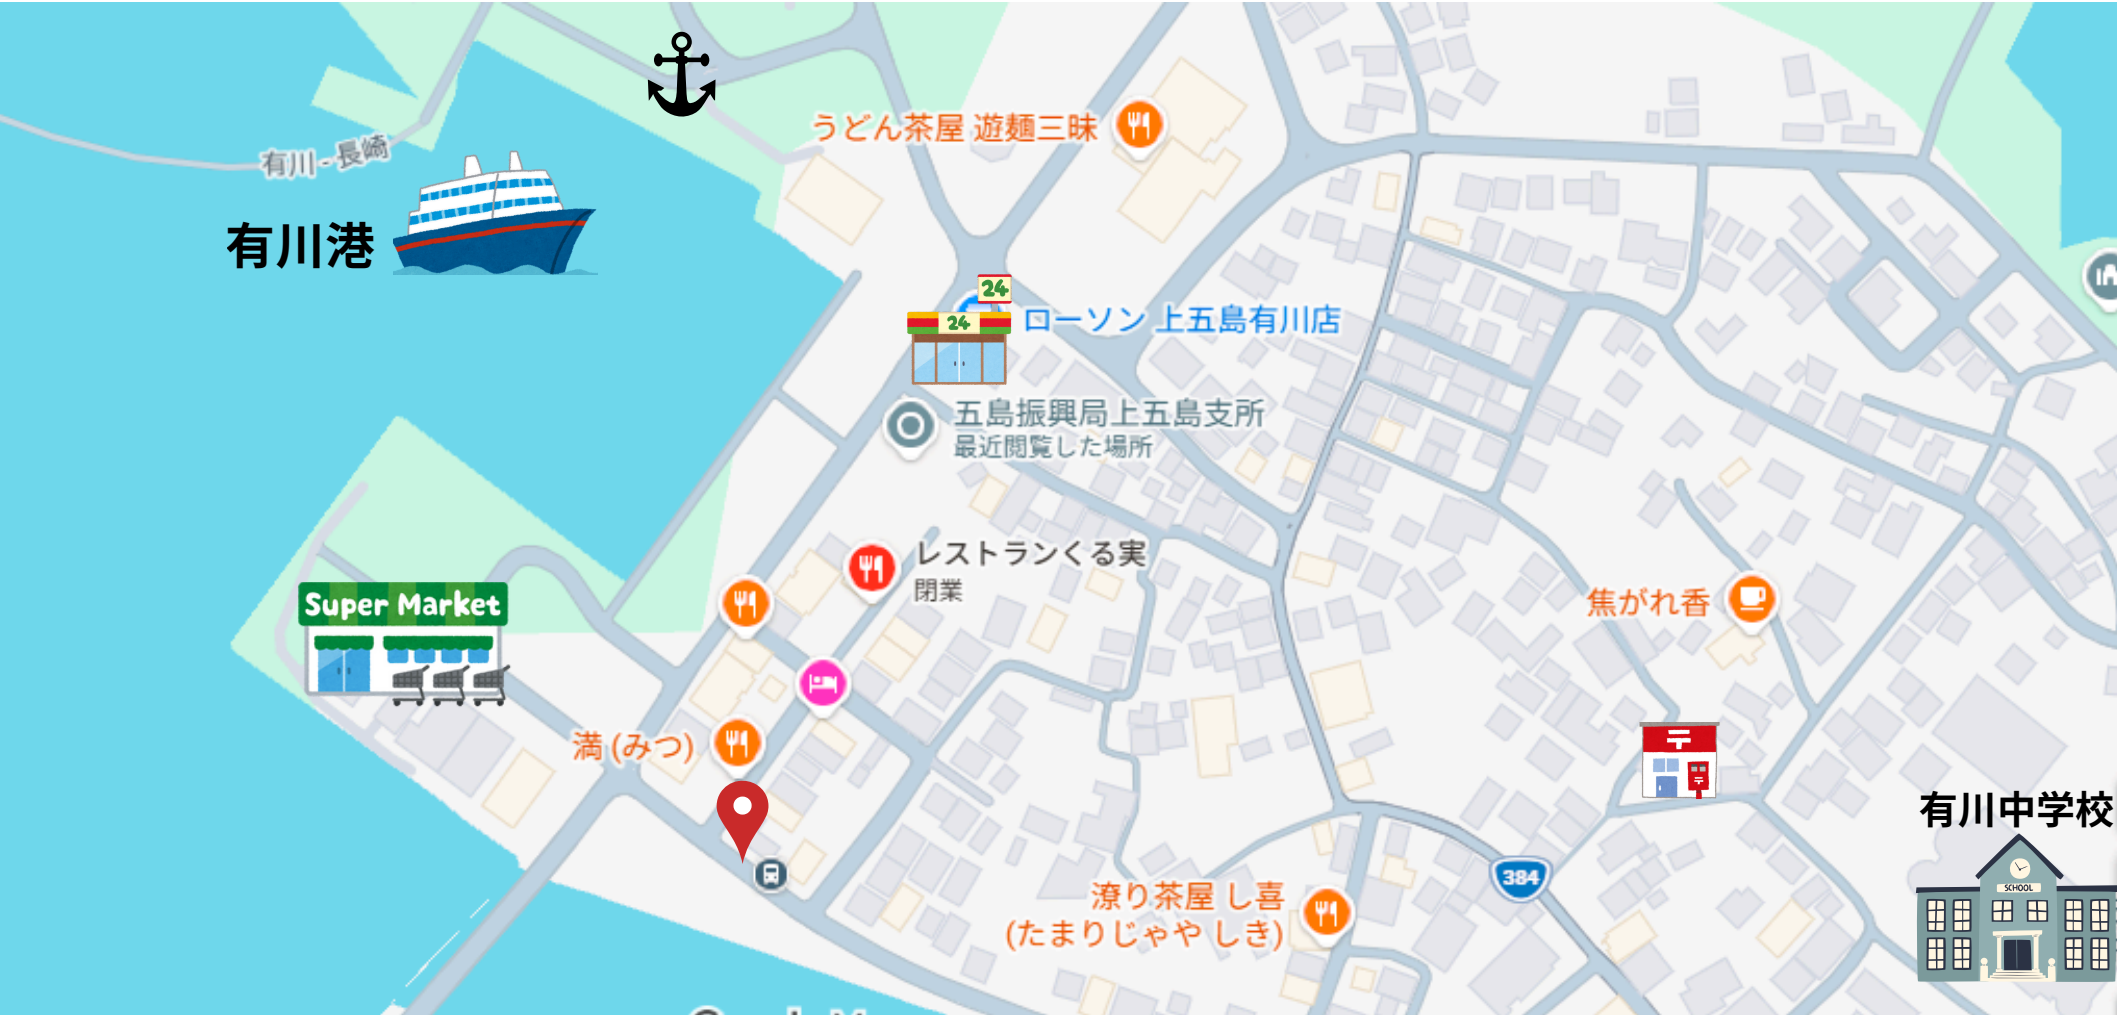 うどん茶屋 遊麺三昧
有川 - 長崎
有川港
24
24
ローソン 上五島有川店
五島振興局上五島支所
最近閲覧した場所
レストランくる実
閉業
Super Market
焦がれ香
満 (みつ)
〒
〒
有川中学校
384
SCHOOL
潦り茶屋 し喜
(たまりじゃや しき)